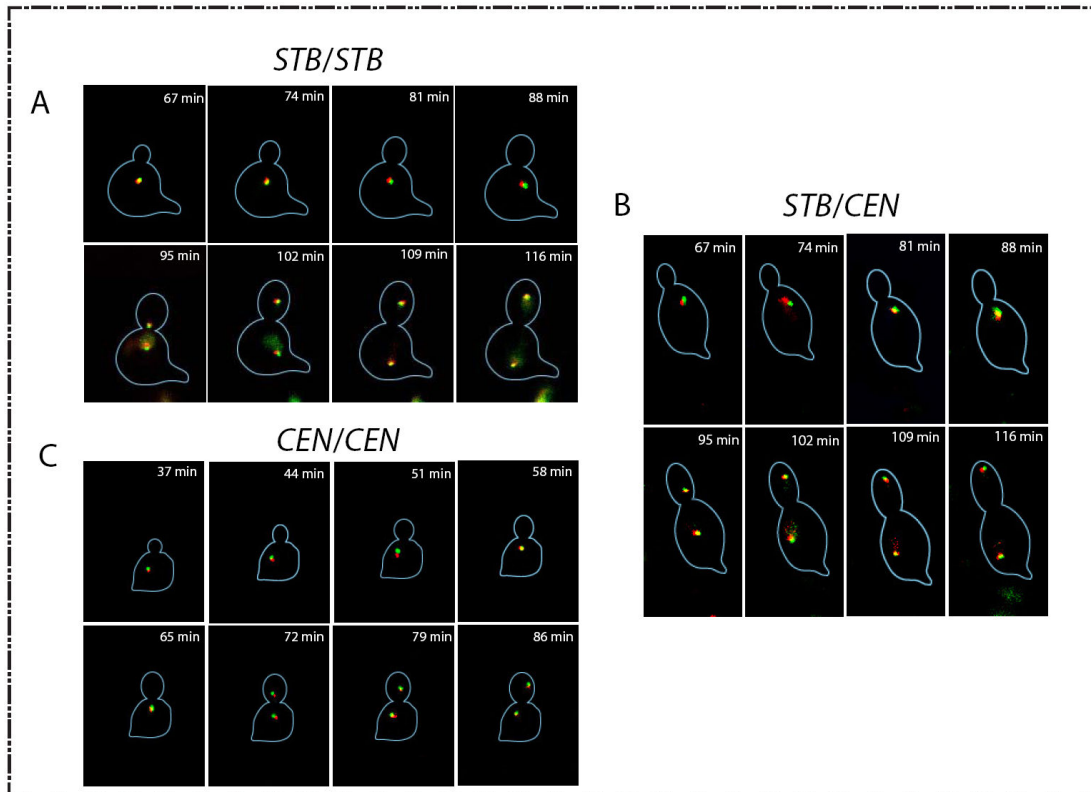 STB/STB
A
67 min
74 min
81 min
88 min
95 min
102 min
109 min
116 min
B
STB/CEN
67 min
74 min
81 min
88 min
95 min
102 min
109 min
116 min
C
CEN/CEN
37 min
44 min
51 min
58 min
65 min
72 min
79 min
86 min